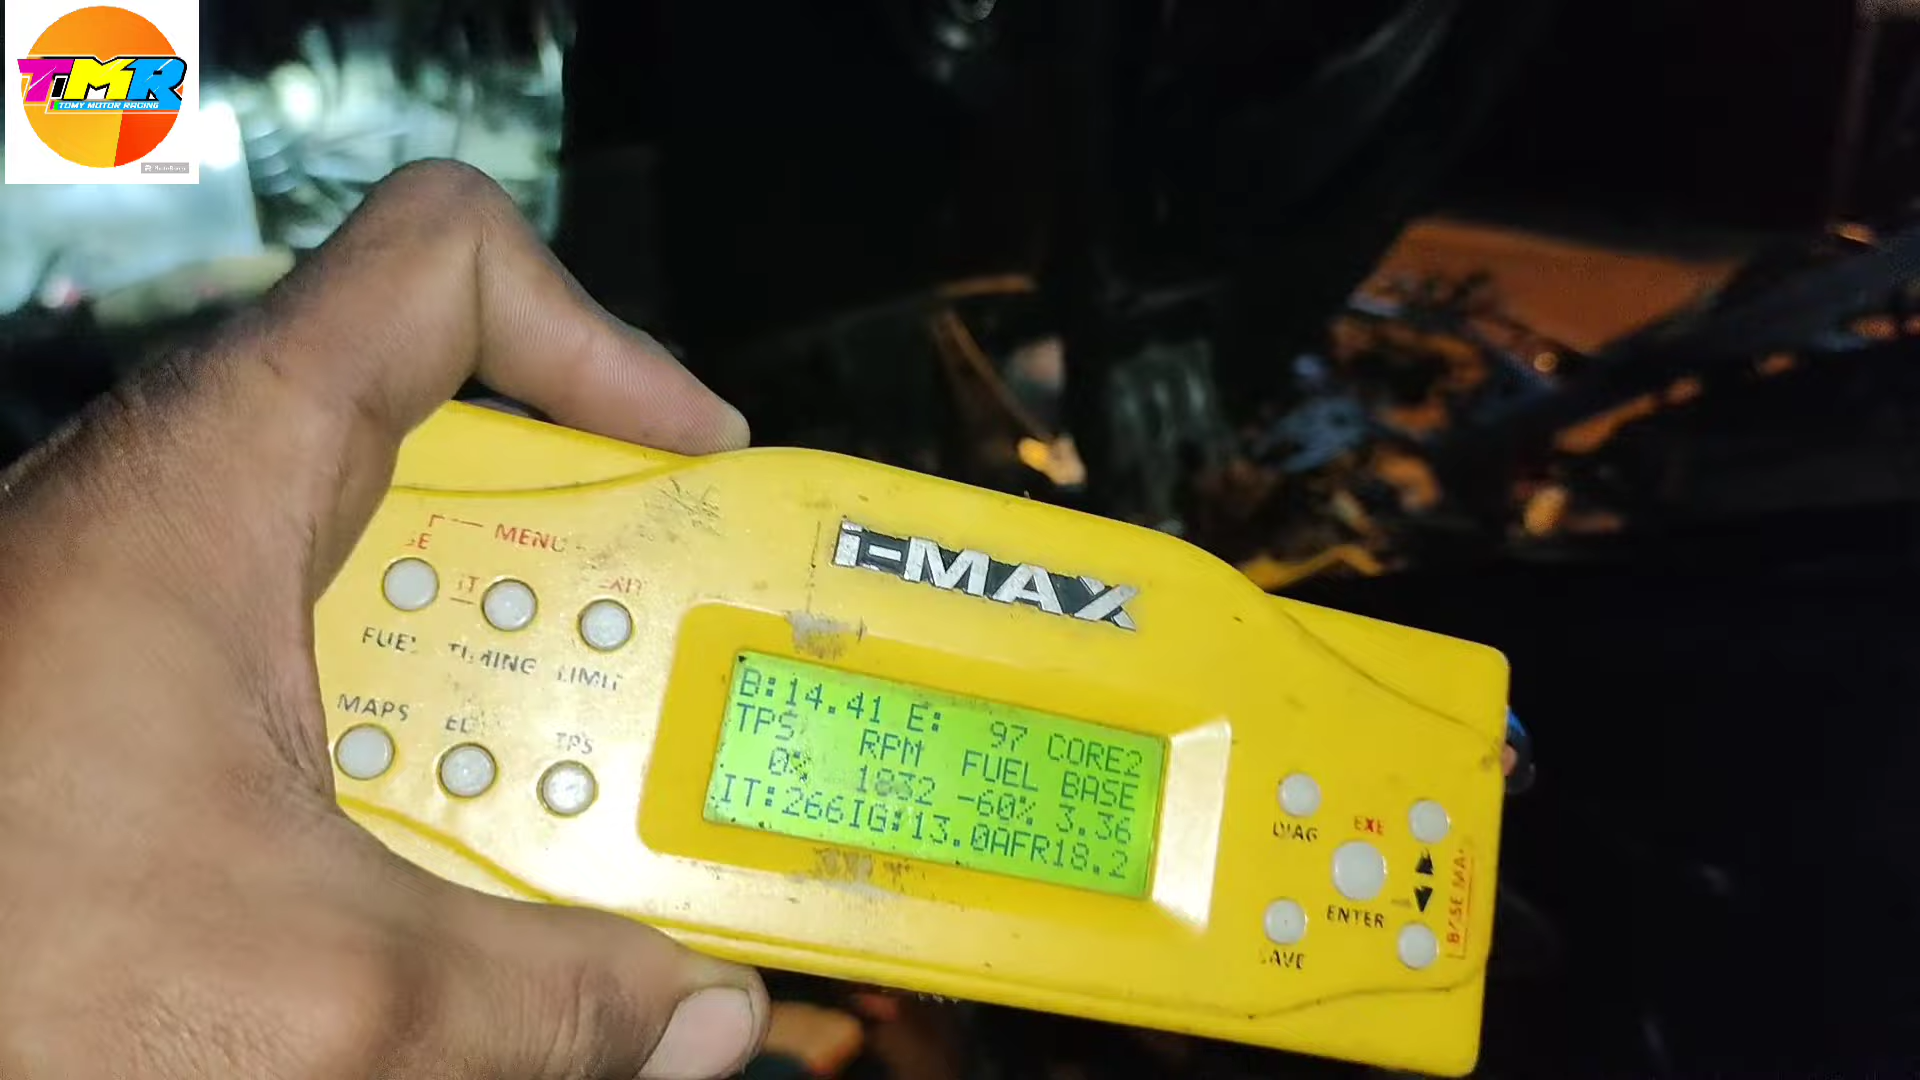 TMR
TOMY MOTOR RACING
i-MAX
MENU
FUEL TIMING LIMIT
MAPS
TPS
B:14.41 E: 97 CORE2
TPS RPM FUEL BASE
0% 1832 -60% 3.36
IT:266IG:13.0AFR18.2
DIAG
EXE
ENTER
SAVE